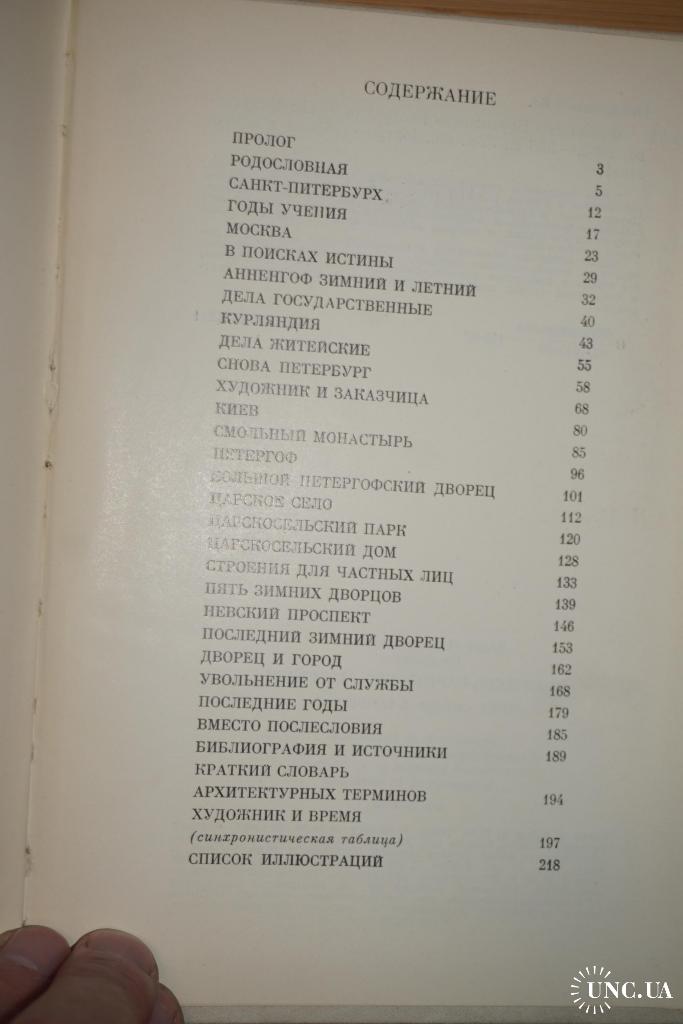 СОДЕРЖАНИЕ
ПРОЛОГ 3
РОДОСЛОВНАЯ 5
САНКТ-ПИТЕРБУРХ 12
ГОДЫ УЧЕНИЯ 17
МОСКВА 23
В ПОИСКАХ ИСТИНЫ 29
АННЕНГОФ ЗИМНИЙ И ЛЕТНИЙ 32
ДЕЛА ГОСУДАРСТВЕННЫЕ 40
КУРЛЯНДИЯ 43
ДЕЛА ЖИТЕЙСКИЕ 55
СНОВА ПЕТЕРБУРГ 58
ХУДОЖНИК И ЗАКАЗЧИЦА 68
КИЕВ 80
СМОЛЬНЫЙ МОНАСТЫРЬ 85
ПЕТЕРГОФ 96
БОЛЬШОЙ ПЕТЕРГОФСКИЙ ДВОРЕЦ 101
ЦАРСКОЕ СЕЛО 112
ЦАРСКОСЕЛЬСКИЙ ПАРК 120
ЦАРСКОСЕЛЬСКИЙ ДОМ 128
СТРОЕНИЯ ДЛЯ ЧАСТНЫХ ЛИЦ 133
ПЯТЬ ЗИМНИХ ДВОРЦОВ 139
НЕВСКИЙ ПРОСПЕКТ 146
ПОСЛЕДНИЙ ЗИМНИЙ ДВОРЕЦ 153
ДВОРЕЦ И ГОРОД 162
УВОЛЬНЕНИЕ ОТ СЛУЖБЫ 168
ПОСЛЕДНИЕ ГОДЫ 179
ВМЕСТО ПОСЛЕСЛОВИЯ 185
БИБЛИОГРАФИЯ И ИСТОЧНИКИ 189
КРАТКИЙ СЛОВАРЬ
АРХИТЕКТУРНЫХ ТЕРМИНОВ 194
ХУДОЖНИК И ВРЕМЯ
(синхронистическая таблица) 197
СПИСОК ИЛЛЮСТРАЦИЙ 218
UNC.UA